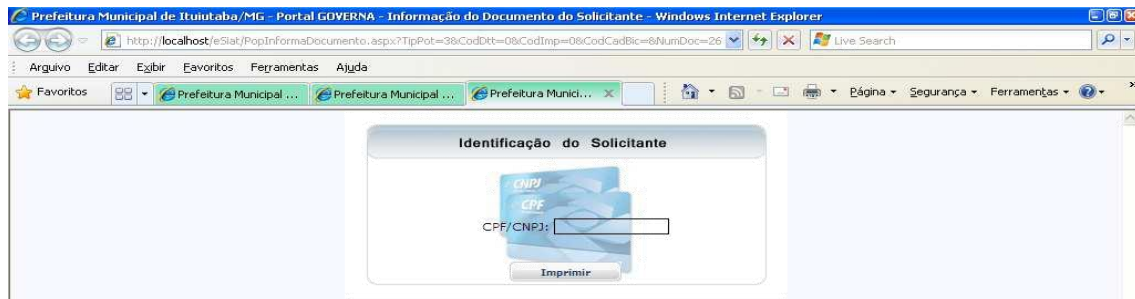 Prefeitura Municipal de Ituiutaba/MG - Portal GOVERNA - Informação do Documento do Solicitante - Windows Internet Explorer
http://localhost/eSiat/PopInformaDocumento.aspx?TipPot=3&CodDtt=0&CodImp=0&CodCadBic=&NumDoc=26 Live Search
Arquivo Editar Exibir Favoritos Ferramentas Ajuda
Favoritos Prefeitura Municipal ... Prefeitura Municipal ... Prefeitura Munici... Página Segurança Ferramentas
Identificação do Solicitante
CNPJ
CPF
CPF/CNPJ:
Imprimir